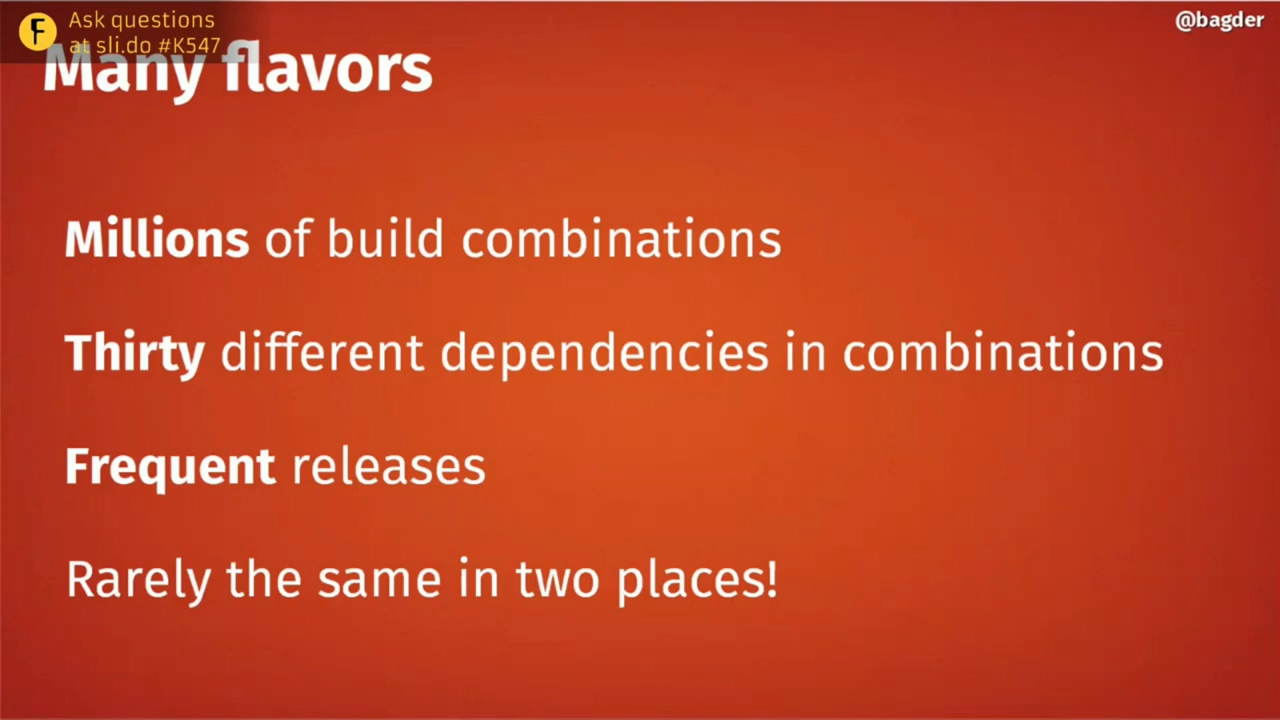 Ask questions
at sli.do #K547
@bagder
Many flavors
Millions of build combinations
Thirty different dependencies in combinations
Frequent releases
Rarely the same in two places!